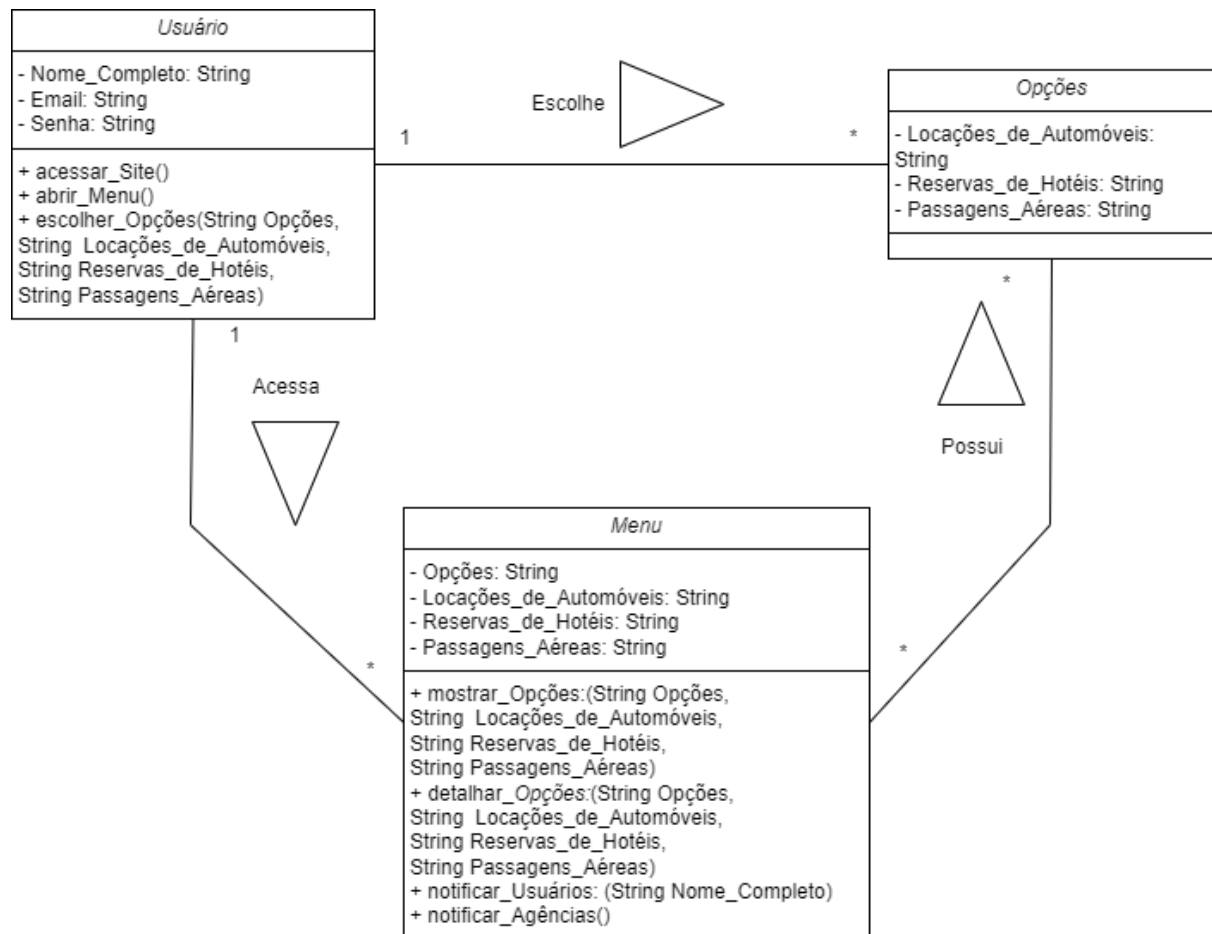 Usuário
- Nome_Completo: String
- Email: String
- Senha: String
+ acessar_Site()
+ abrir_Menu()
+ escolher_Opções(String Opções,
String Locações_de_Automóveis,
String Reservas_de_Hotéis,
String Passagens_Aéreas)
1
Escolhe
*
Opções
- Locações_de_Automóveis:
String
- Reservas_de_Hotéis: String
- Passagens_Aéreas: String
1
Acessa
*
*
Possui
*
Menu
- Opções: String
- Locações_de_Automóveis: String
- Reservas_de_Hotéis: String
- Passagens_Aéreas: String
+ mostrar_Opções:(String Opções,
String Locações_de_Automóveis,
String Reservas_de_Hotéis,
String Passagens_Aéreas)
+ detalhar_Opções:(String Opções,
String Locações_de_Automóveis,
String Reservas_de_Hotéis,
String Passagens_Aéreas)
+ notificar_Usuários: (String Nome_Completo)
+ notificar_Agências()